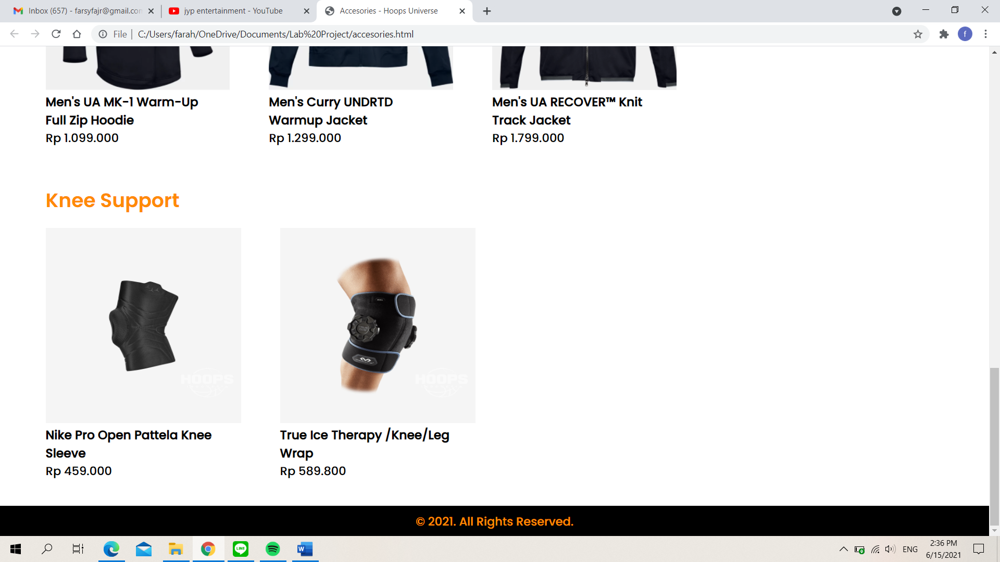 Inbox (657) - farsyfajr@gmail.con
jyp entertainment - YouTube
Accesories - Hoops Universe
File
C:/Users/farah/OneDrive/Documents/Lab%20Project/accesories.html
f
Men's UA MK-1 Warm-Up
Full Zip Hoodie
Rp 1.099.000
Men's Curry UNDRTD
Warmup Jacket
Rp 1.299.000
Men's UA RECOVER™ Knit
Track Jacket
Rp 1.799.000
Knee Support
HOOPS
HOOPS
Nike Pro Open Pattela Knee
Sleeve
Rp 459.000
True Ice Therapy /Knee/Leg
Wrap
Rp 589.800
© 2021. All Rights Reserved.
LINE
W
ENG
2:36 PM
6/15/2021